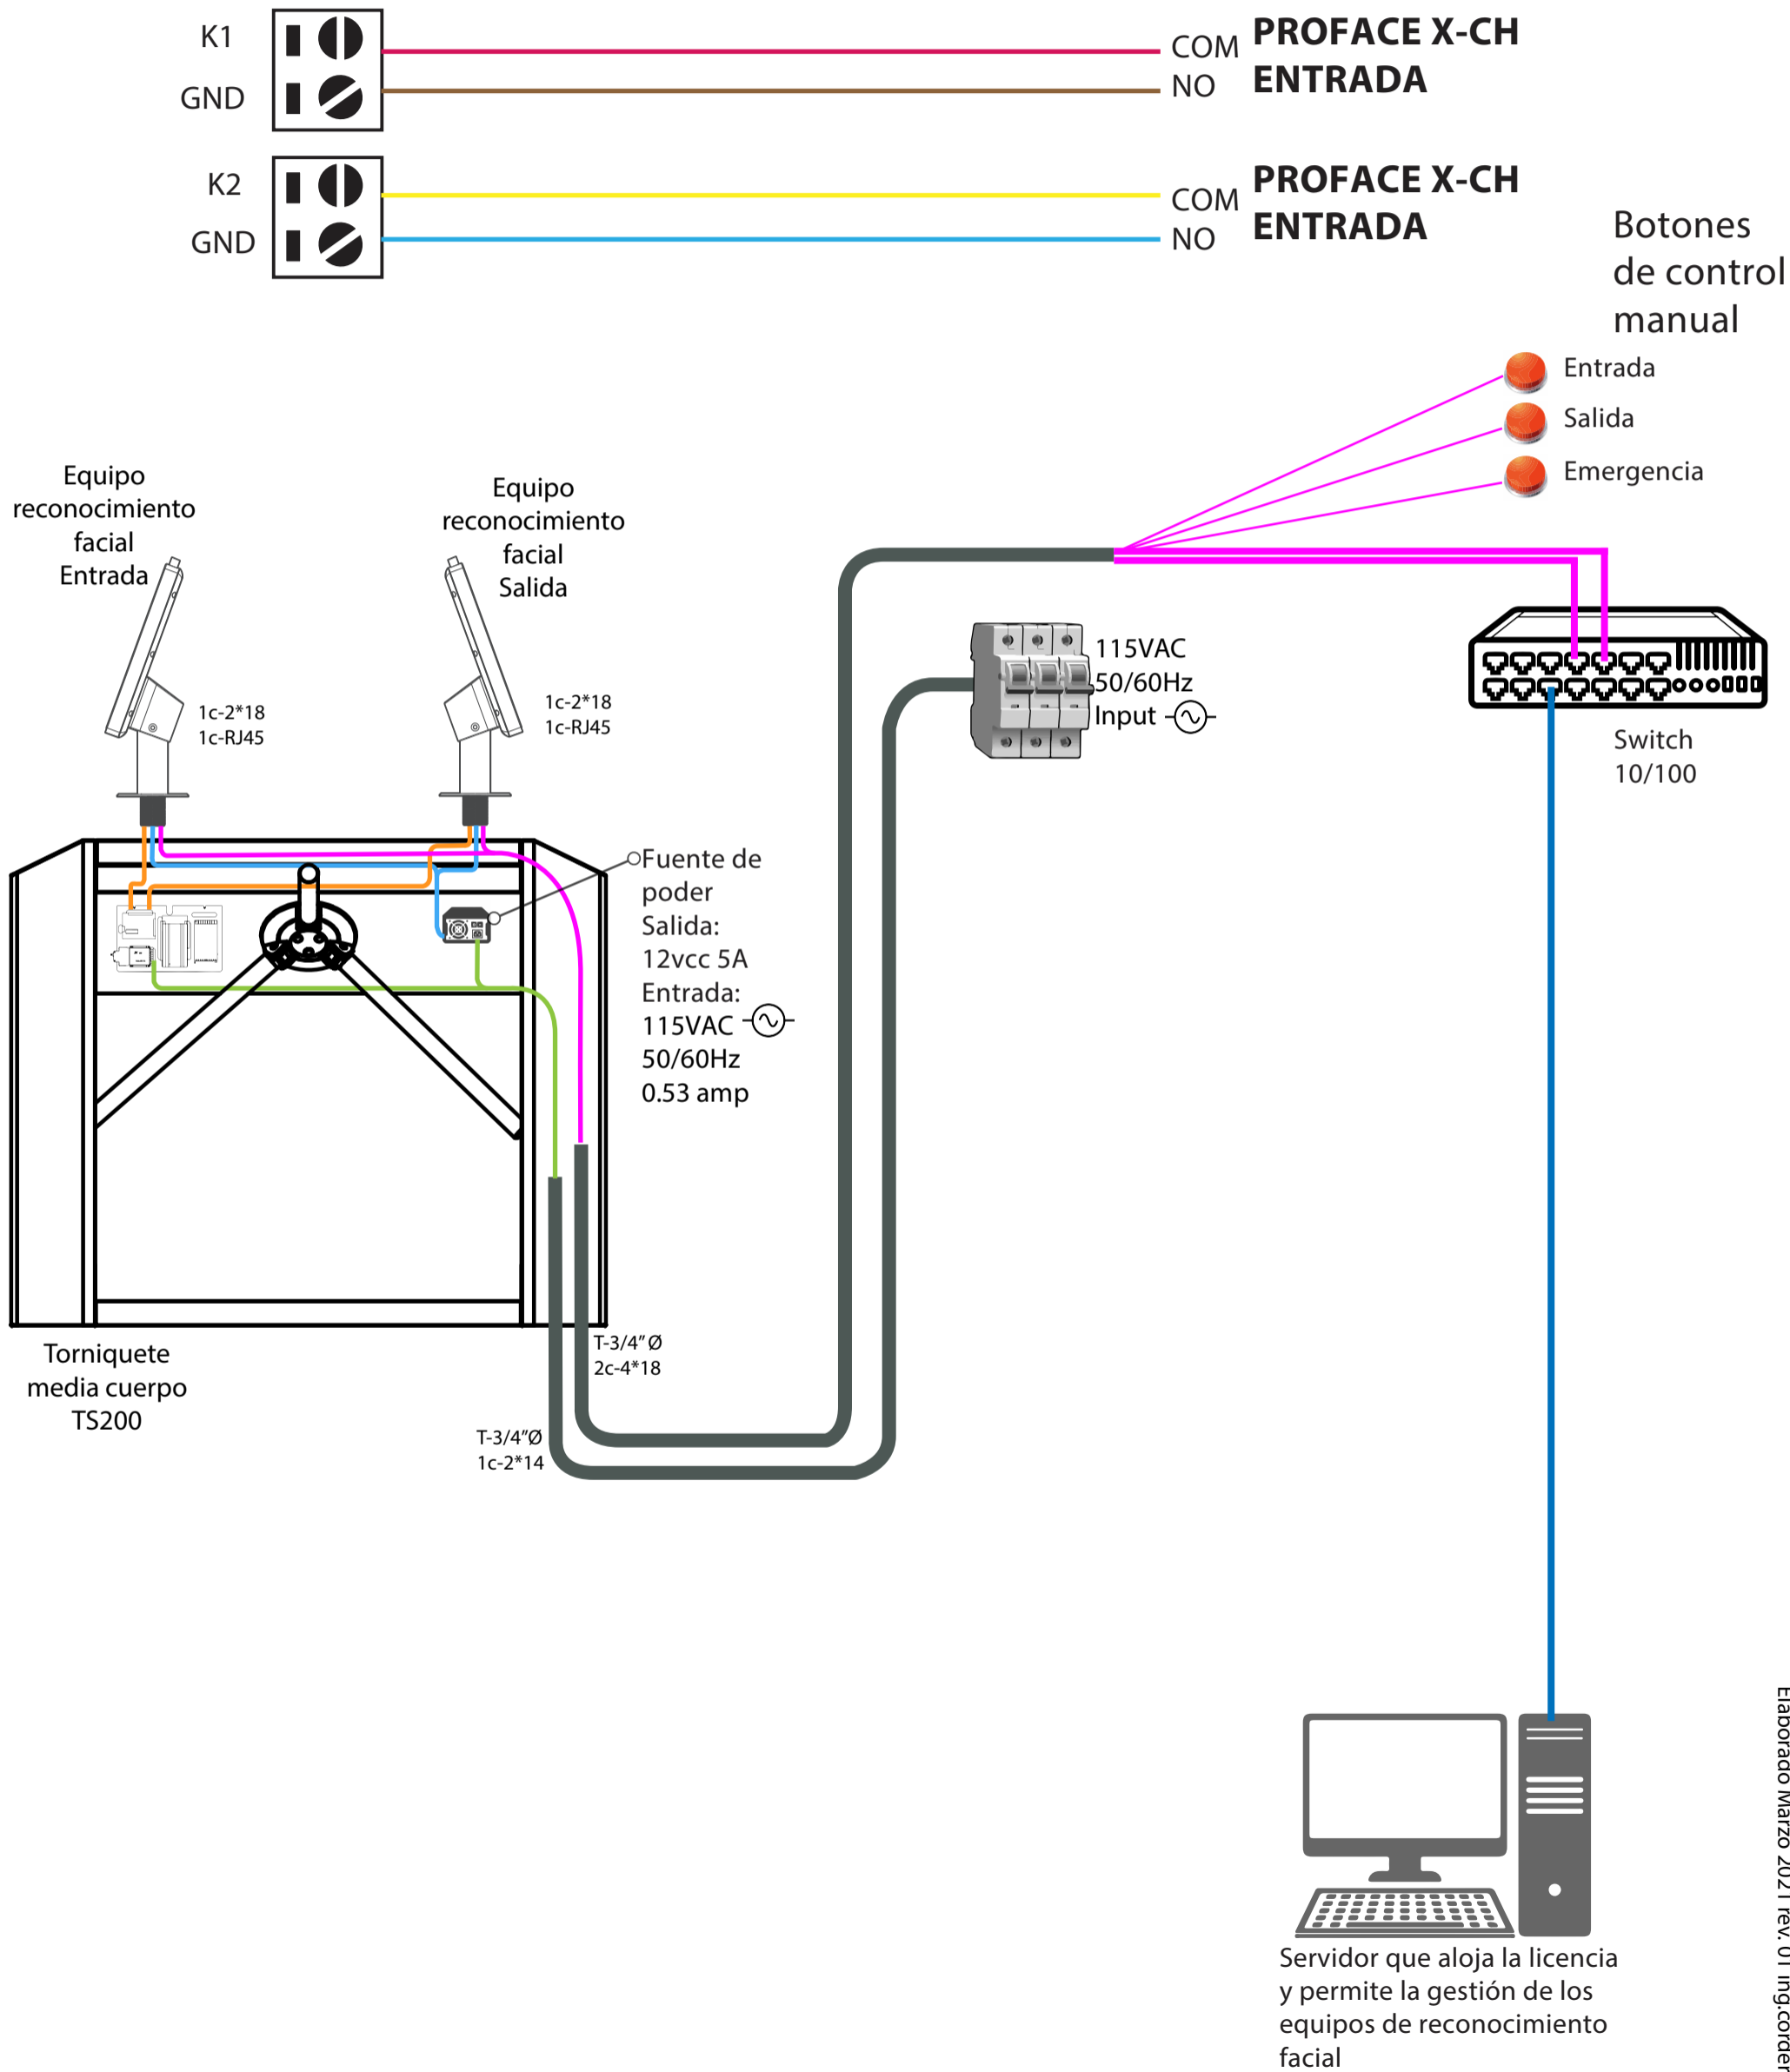 K1
GND
COM
NO
PROFACE X-CH
ENTRADA
K2
GND
COM
NO
PROFACE X-CH
ENTRADA
Botones
de control
manual
Entrada
Salida
Emergencia
Equipo
reconocimiento
facial
Entrada
Equipo
reconocimiento
facial
Salida
1c-2*18
1c-RJ45
1c-2*18
1c-RJ45
115VAC
50/60Hz
Input
Switch
10/100
Fuente de
poder
Salida:
12vcc 5A
Entrada:
115VAC
50/60Hz
0.53 amp
Torniquete
media cuerpo
TS200
T-3/4"Ø
2c-4*18
T-3/4"Ø
1c-2*14
Servidor que aloja la licencia
y permite la gestión de los
equipos de reconocimiento
facial
Elaborado Marzo 2021 rev. 01